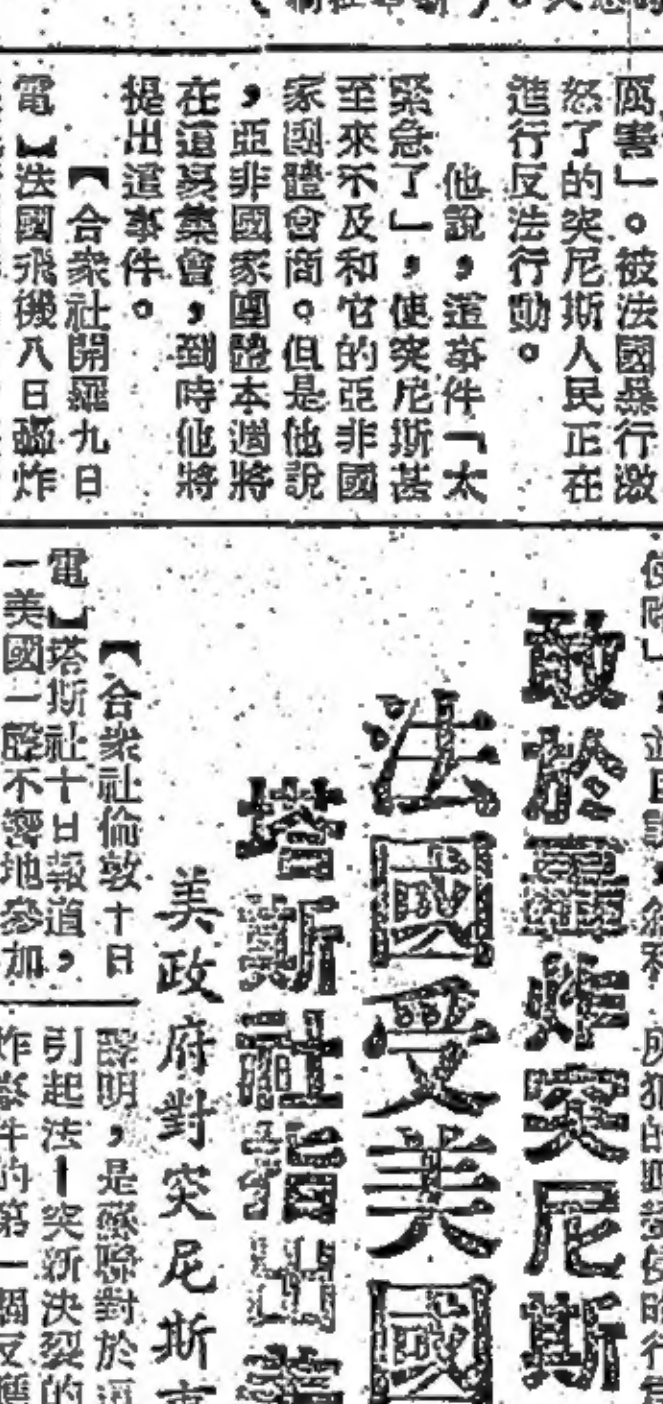 厲害」。被法國暴行激
怒了的突尼斯人民正在
進行反法行動。
他說，這事件「太
緊急了」，使突尼斯甚
至來不及和它的亞非國
家團體會商。但是他說
，亞非國家團體本週將
在這另集會，到時他將
提出這事件。
【合衆社開羅九日
電】法國飛機八日轟炸
敢於轟炸突尼斯
法國受美國
塔斯社指出
美政府對突尼斯
【合衆社倫敦十日
電】塔斯社十日報道，
美國一聲不響地參加
聲明，是蘇聯對於這
引起法－突新決裂的
炸事件的第一個反應